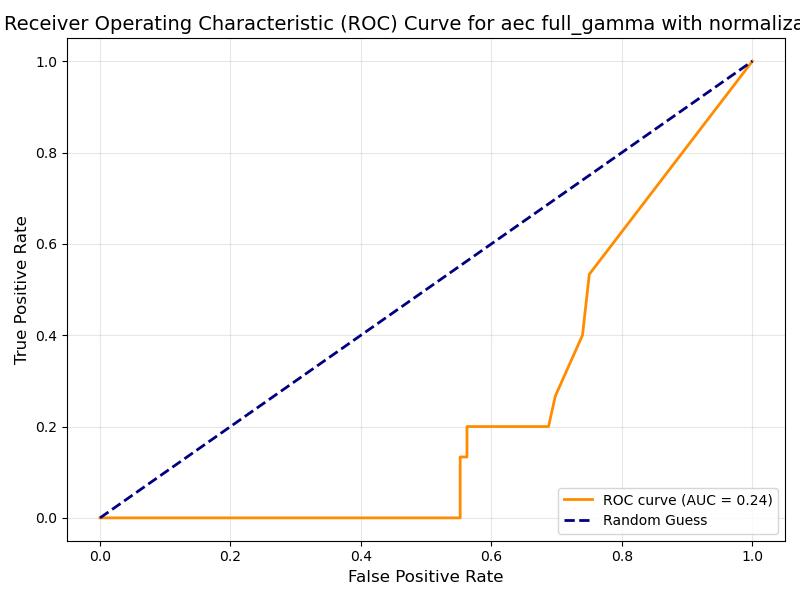 Receiver Operating Characteristic (ROC) Curve for aec full_gamma with normaliza
1.0
0.8
0.6
0.4
0.2
0.0
True Positive Rate
ROC curve (AUC = 0.24)
Random Guess
0.0 0.2 0.4 0.6 0.8 1.0
False Positive Rate